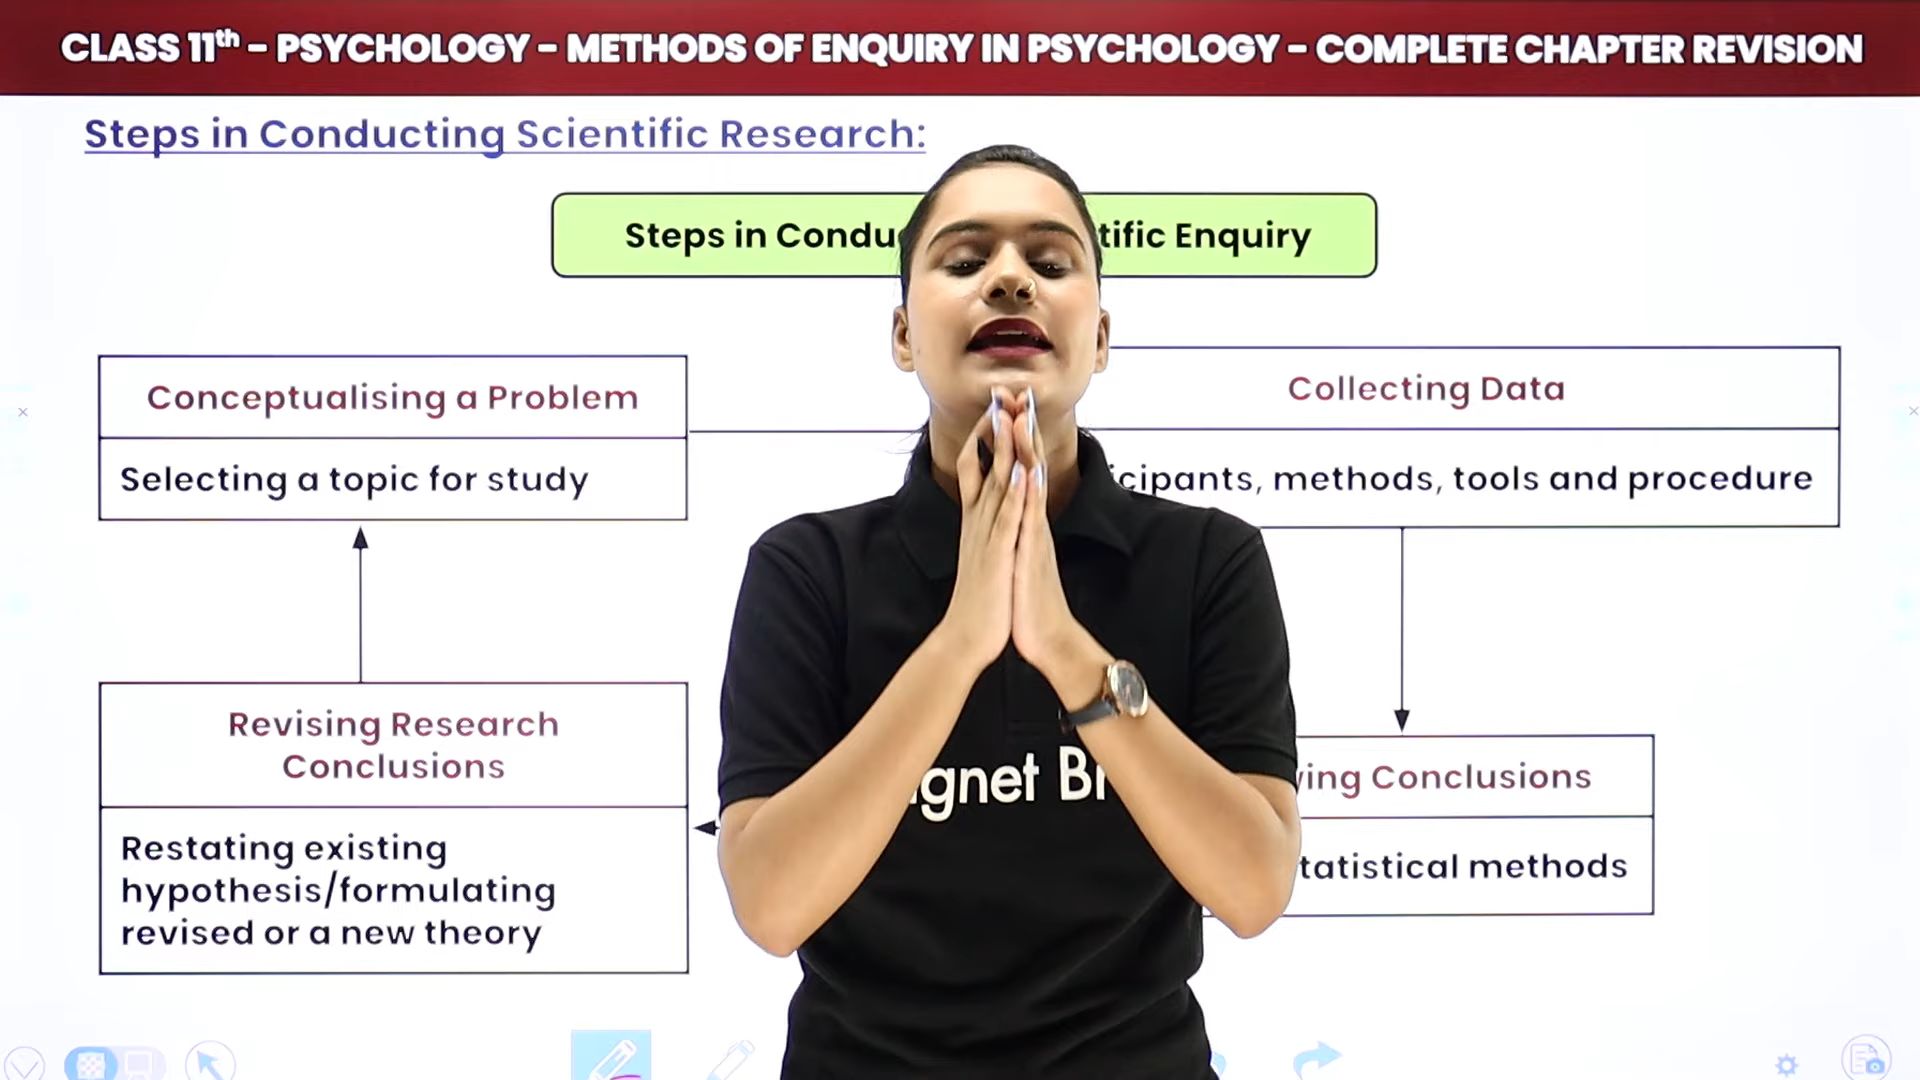 CLASS 11th – PSYCHOLOGY – METHODS OF ENQUIRY IN PSYCHOLOGY – COMPLETE CHAPTER REVISION
Steps in Conducting Scientific Research:
Steps in Condu tific Enquiry
Conceptualising a Problem
Selecting a topic for study
Collecting Data
cipants, methods, tools and procedure
Revising Research
Conclusions
Restating existing
hypothesis/formulating
revised or a new theory
ing Conclusions
tatistical methods
gnet Br